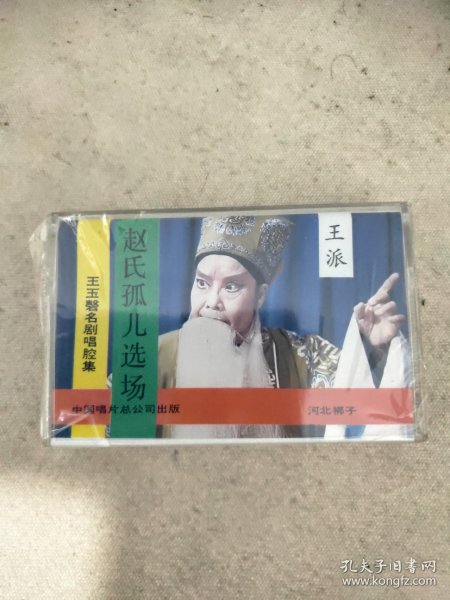 王派
赵氏孤儿选场
王玉磬名剧唱腔集
中国唱片总公司出版
河北梆子
孔夫子旧书网
www.kongfz.com